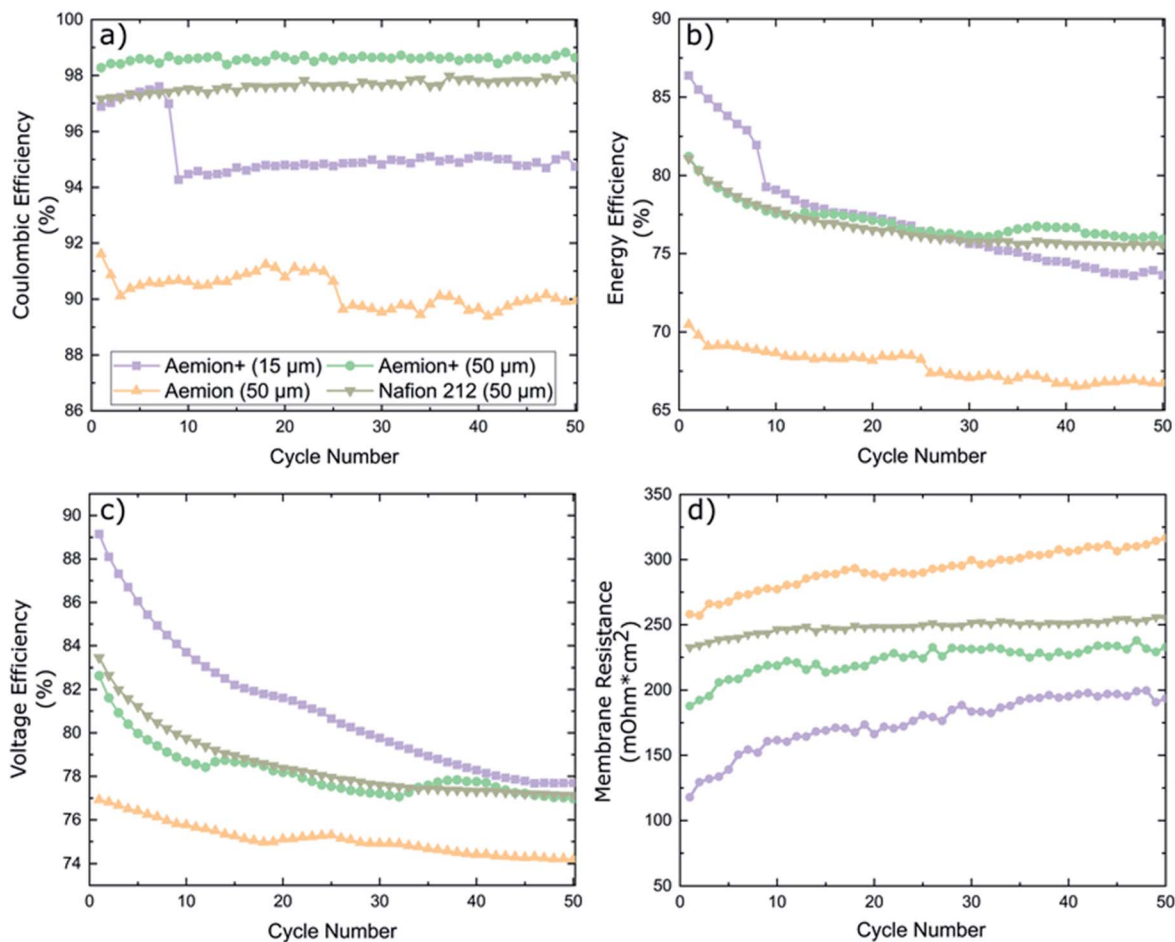 a)
Coulombic Efficiency
(%)
100
98
96
94
92
90
88
86
Aemion+ (15 µm)
Aemion+ (50 µm)
Aemion (50 µm)
Nafion 212 (50 µm)
0 10 20 30 40 50
Cycle Number
b)
Energy Efficiency
(%)
90
85
80
75
70
65
0 10 20 30 40 50
Cycle Number
c)
Voltage Efficiency
(%)
90
88
86
84
82
80
78
76
74
0 10 20 30 40 50
Cycle Number
d)
Membrane Resistance
(mOhm*cm²)
350
300
250
200
150
100
50
0 10 20 30 40 50
Cycle Number